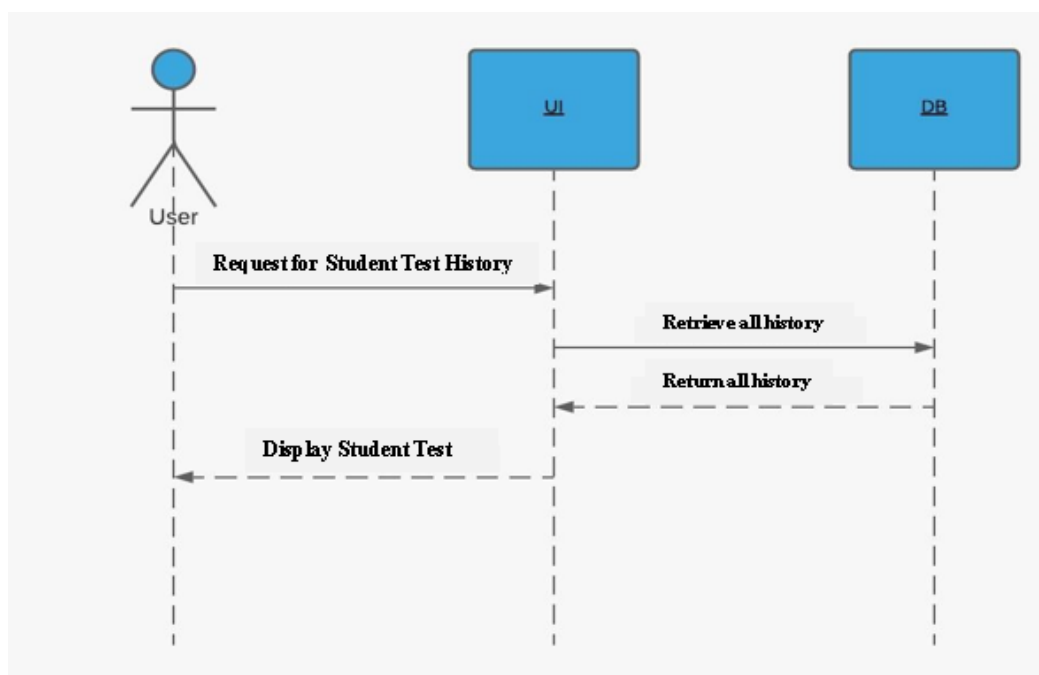 UI
DB
User
Request for Student Test History
Retrieve all history
Return all history
Display Student Test